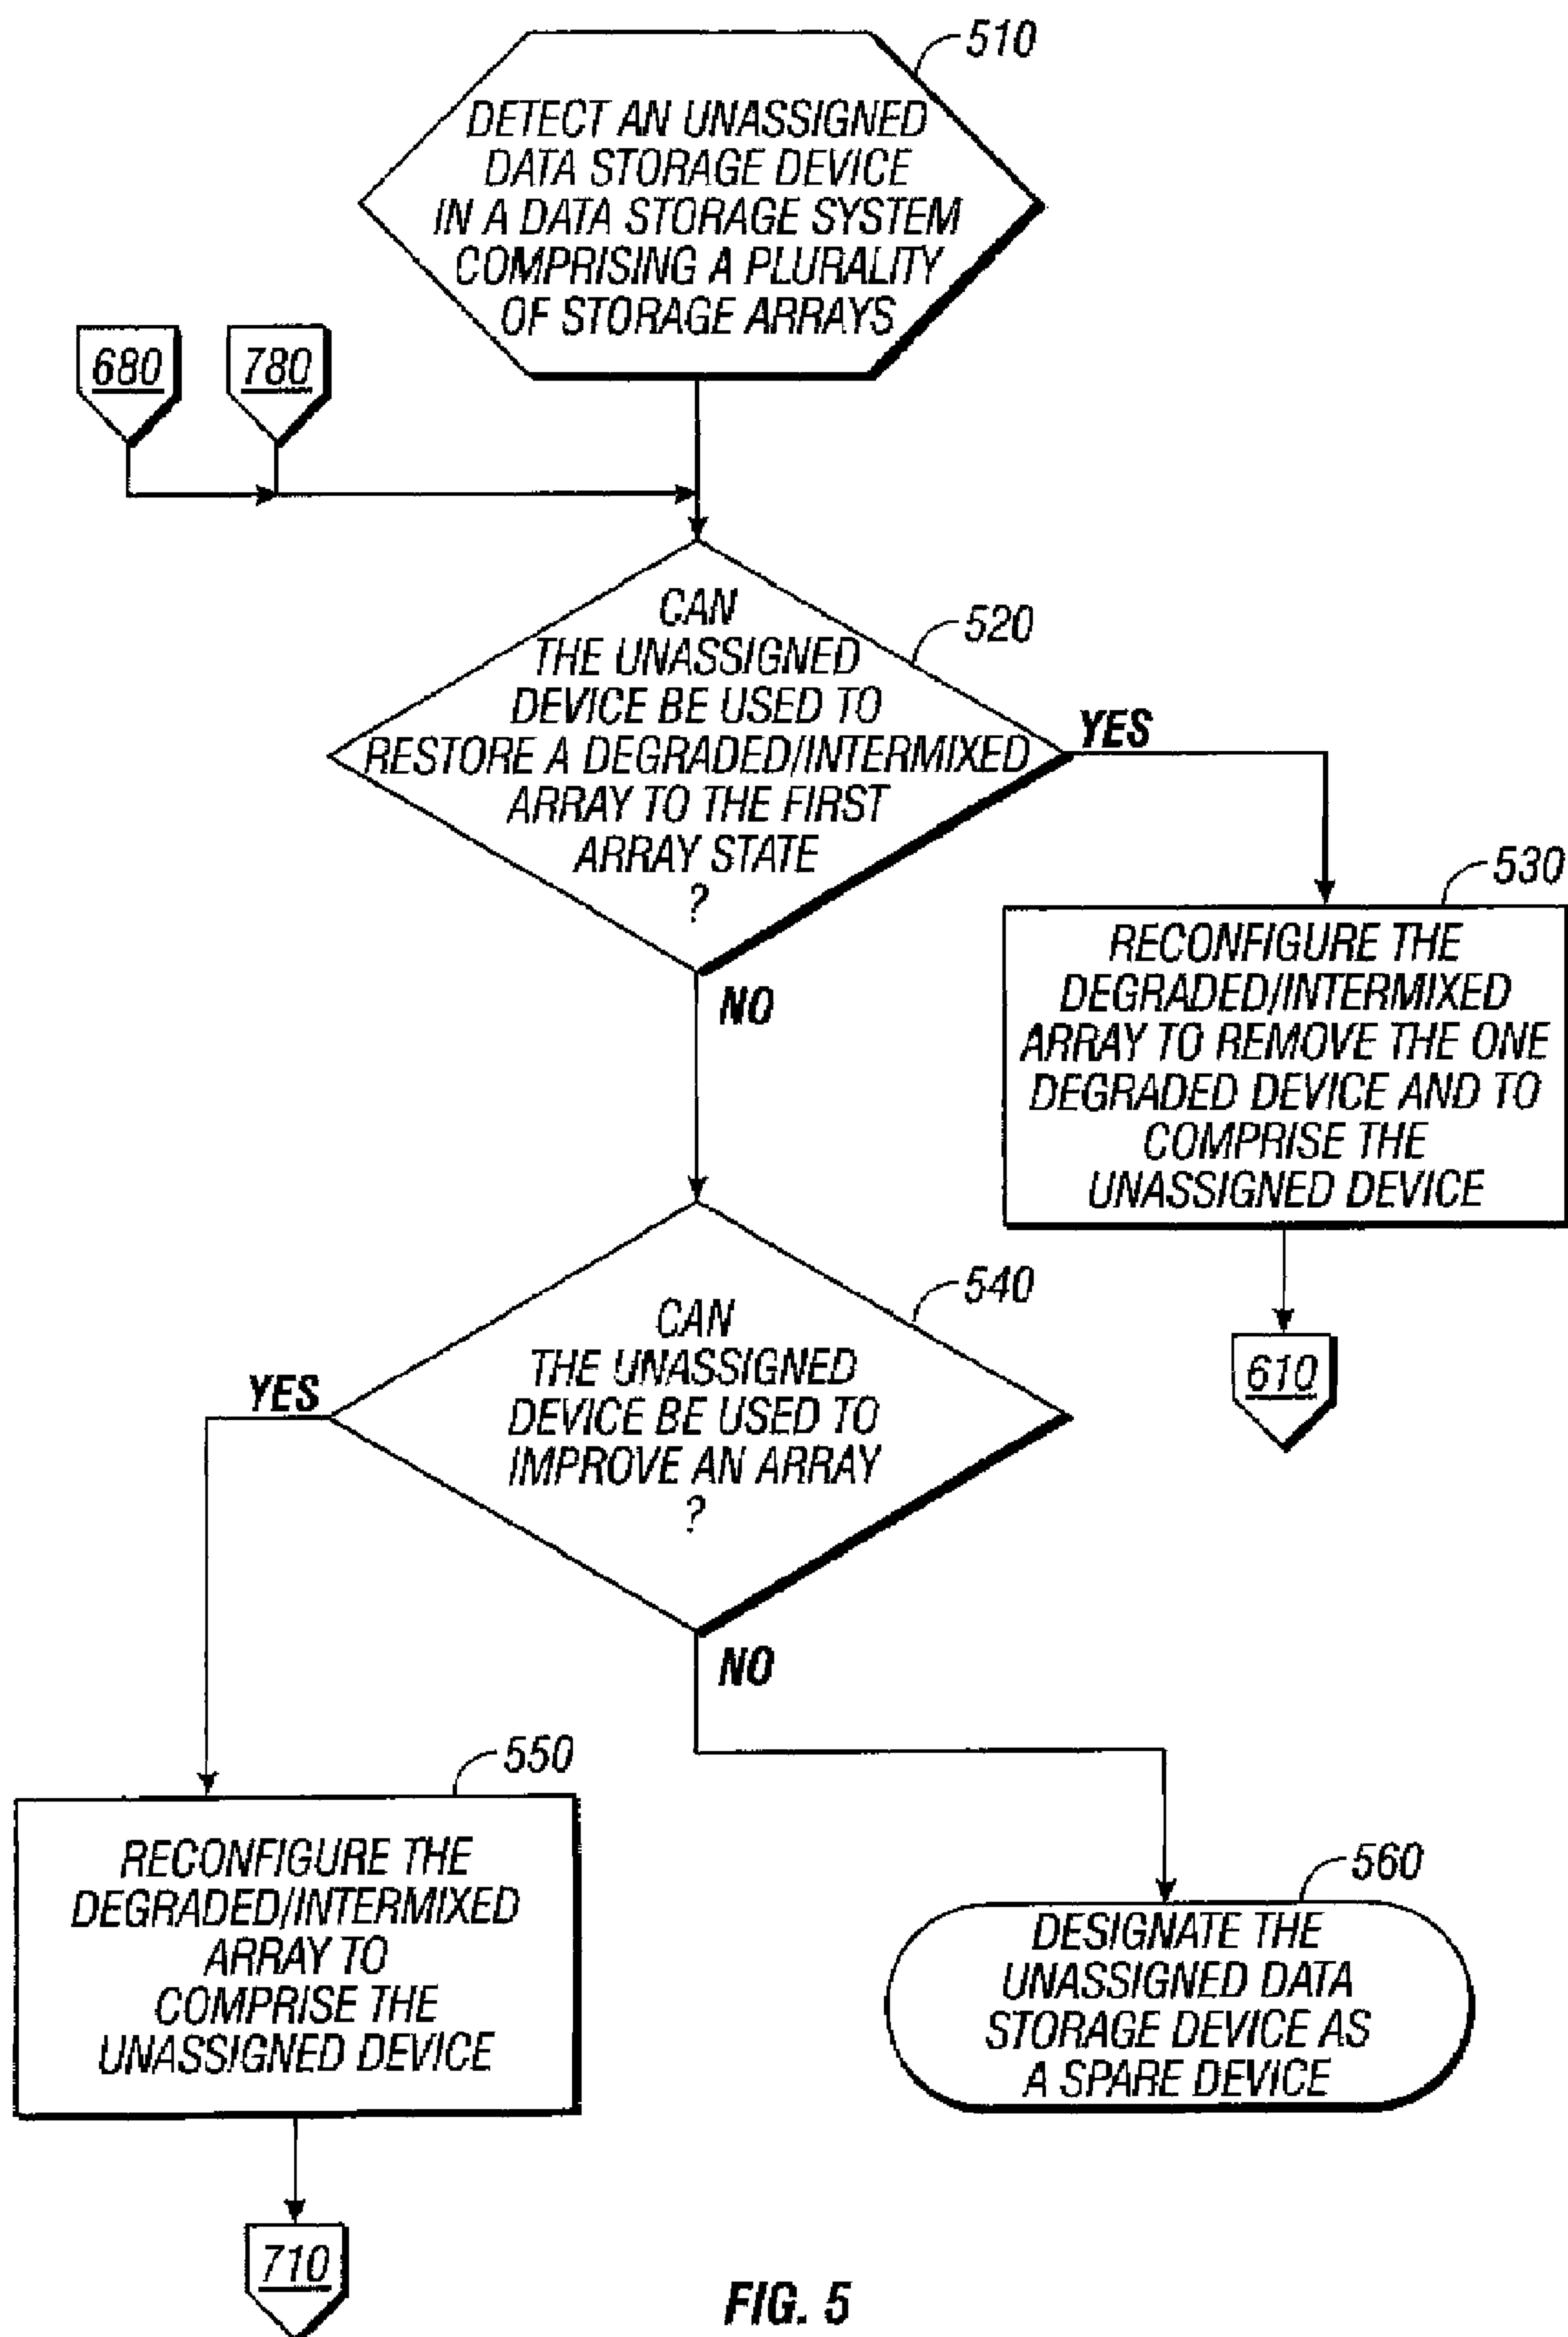 510
DETECT AN UNASSIGNED
DATA STORAGE DEVICE
IN A DATA STORAGE SYSTEM
COMPRISING A PLURALITY
OF STORAGE ARRAYS
680
780
520
CAN
THE UNASSIGNED
DEVICE BE USED TO
RESTORE A DEGRADED/INTERMIXED
ARRAY TO THE FIRST
ARRAY STATE
?
YES
NO
530
RECONFIGURE THE
DEGRADED/INTERMIXED
ARRAY TO REMOVE THE ONE
DEGRADED DEVICE AND TO
COMPRISE THE
UNASSIGNED DEVICE
610
540
CAN
THE UNASSIGNED
DEVICE BE USED TO
IMPROVE AN ARRAY
?
YES
NO
550
RECONFIGURE THE
DEGRADED/INTERMIXED
ARRAY TO
COMPRISE THE
UNASSIGNED DEVICE
710
560
DESIGNATE THE
UNASSIGNED DATA
STORAGE DEVICE AS
A SPARE DEVICE
FIG. 5